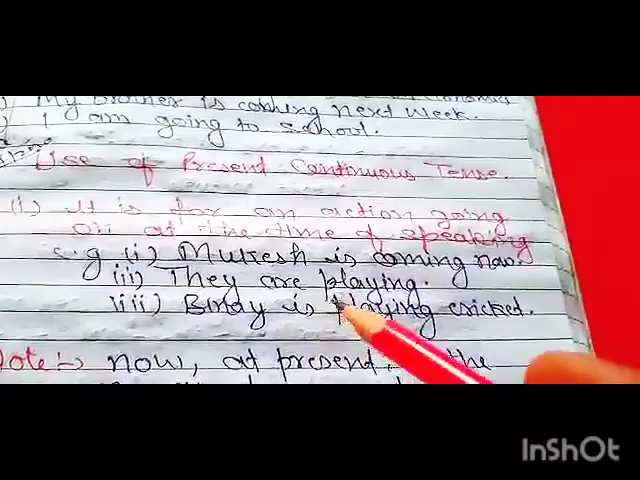 My brother is coming next week.
I am going to school.
Use of Present Continuous Tense.
(i) It is for an action going
on at the time of speaking
e.g (i) Mukesh is coming now.
(ii) They are playing.
(iii) Binay is playing cricket.
Note:- now, at present, the
InShOt